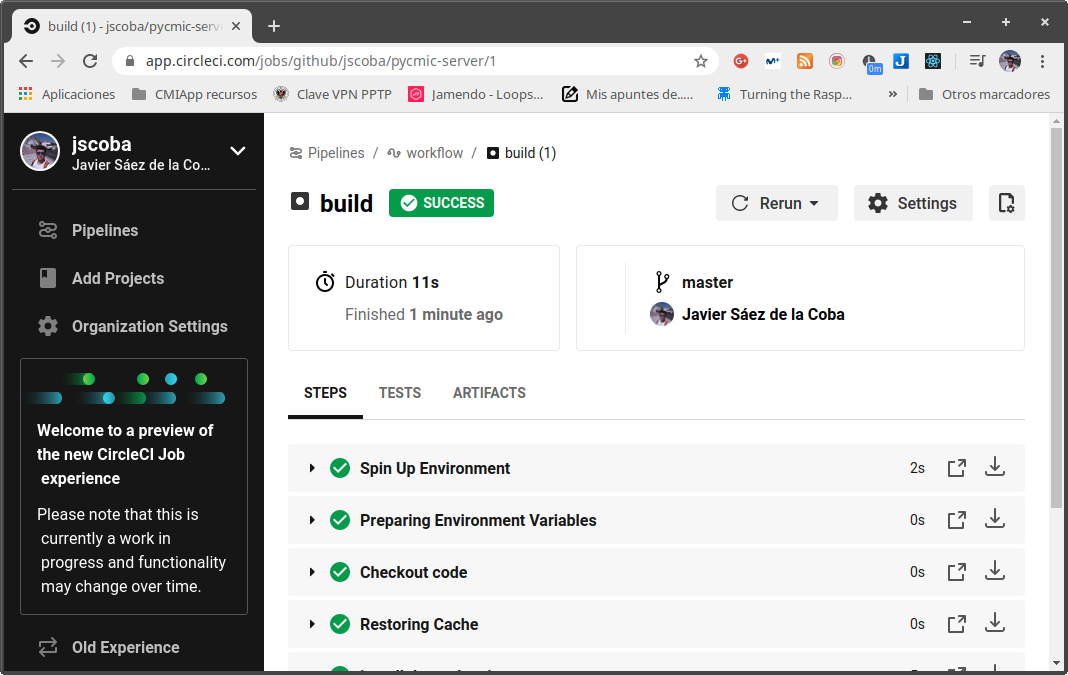 build (1) - jscoba/pycmic-serve
app.circleci.com/jobs/github/jscoba/pycmic-server/1
0m
Aplicaciones
CMIApp recursos
Clave VPN PPTP
Jamendo - Loops...
Mis apuntes de.....
Turning the Rasp...
»
Otros marcadores
jscoba
Javier Sáez de la Co...
Pipelines
Add Projects
Organization Settings
Welcome to a preview of
the new CircleCI Job
experience
Please note that this is
currently a work in
progress and functionality
may change over time.
Old Experience
Pipelines / workflow / build (1)
build SUCCESS
Rerun
Settings
Duration 11s
Finished 1 minute ago
master
Javier Sáez de la Coba
STEPS TESTS ARTIFACTS
Spin Up Environment 2s
Preparing Environment Variables 0s
Checkout code 0s
Restoring Cache 0s